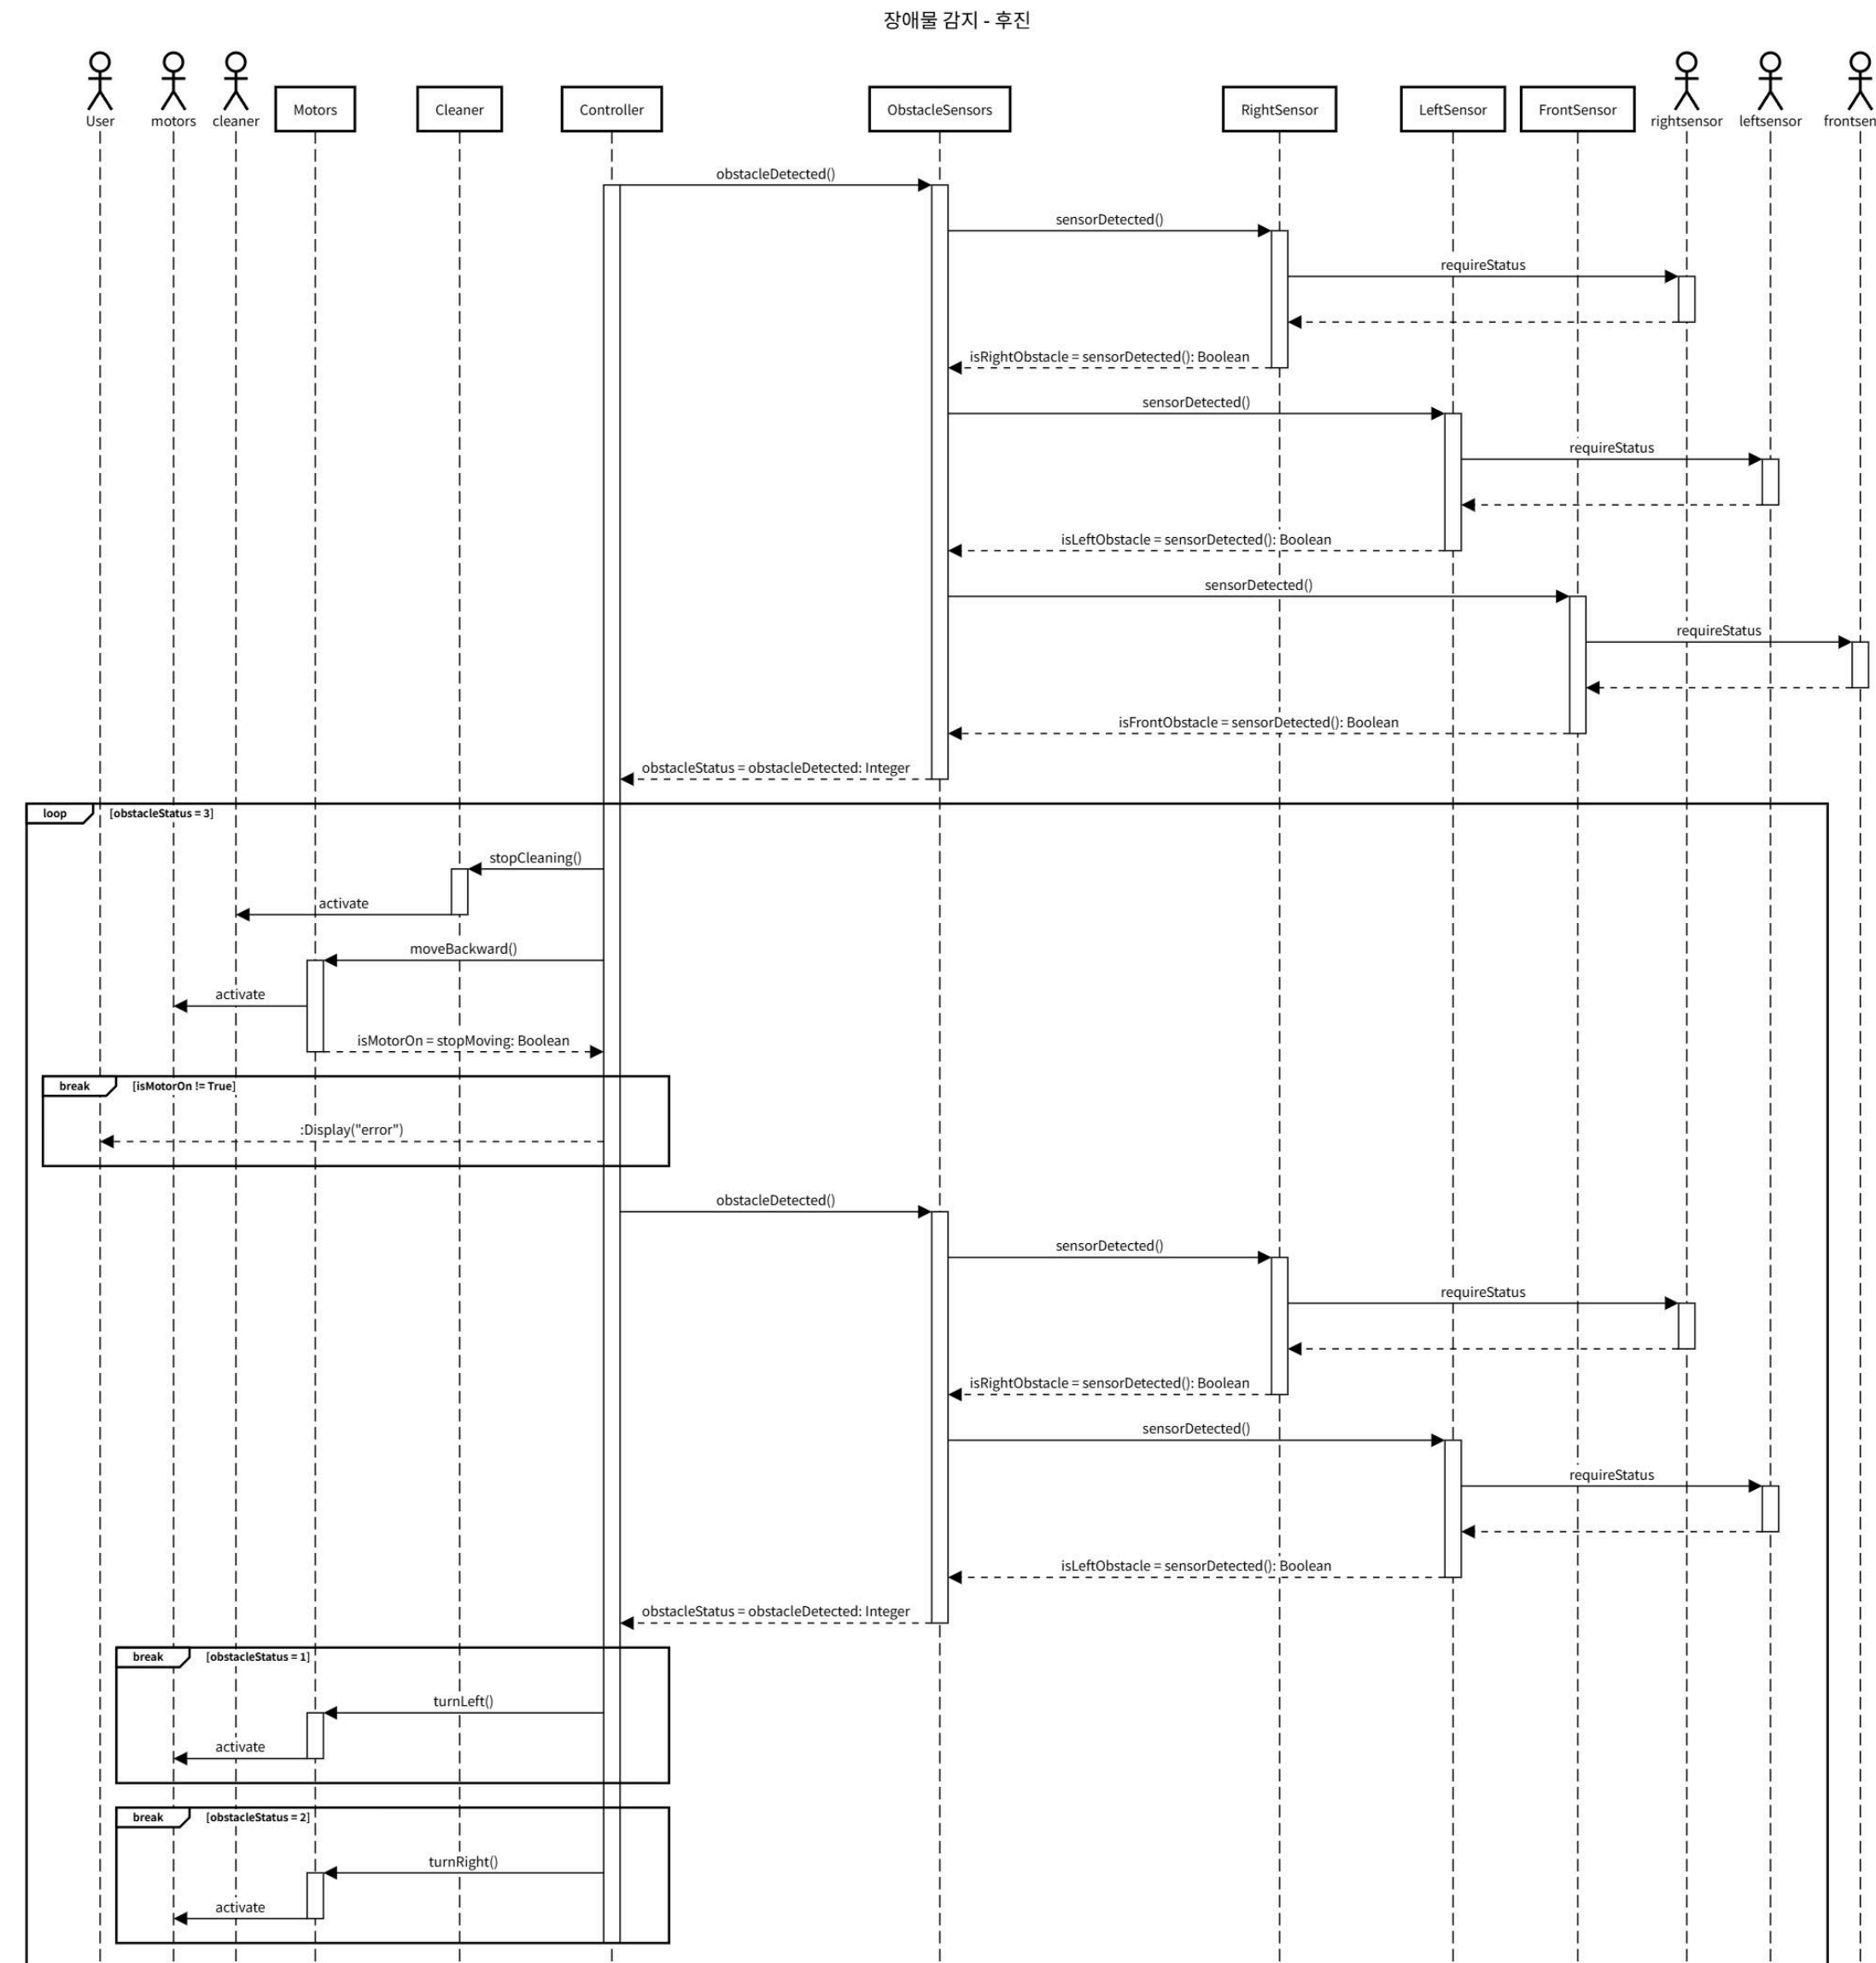 장애물 감지 - 후진
User
motors
cleaner
Motors
Cleaner
Controller
ObstacleSensors
RightSensor
LeftSensor
FrontSensor
rightsensor
leftsensor
frontsen
obstacleDetected()
sensorDetected()
requireStatus
isRightObstacle = sensorDetected(): Boolean
sensorDetected()
requireStatus
isLeftObstacle = sensorDetected(): Boolean
sensorDetected()
requireStatus
isFrontObstacle = sensorDetected(): Boolean
obstacleStatus = obstacleDetected: Integer
loop [obstacleStatus = 3]
stopCleaning()
activate
moveBackward()
activate
isMotorOn = stopMoving: Boolean
break [isMotorOn != True]
:Display("error")
obstacleDetected()
sensorDetected()
requireStatus
isRightObstacle = sensorDetected(): Boolean
sensorDetected()
requireStatus
isLeftObstacle = sensorDetected(): Boolean
obstacleStatus = obstacleDetected: Integer
break [obstacleStatus = 1]
turnLeft()
activate
break [obstacleStatus = 2]
turnRight()
activate